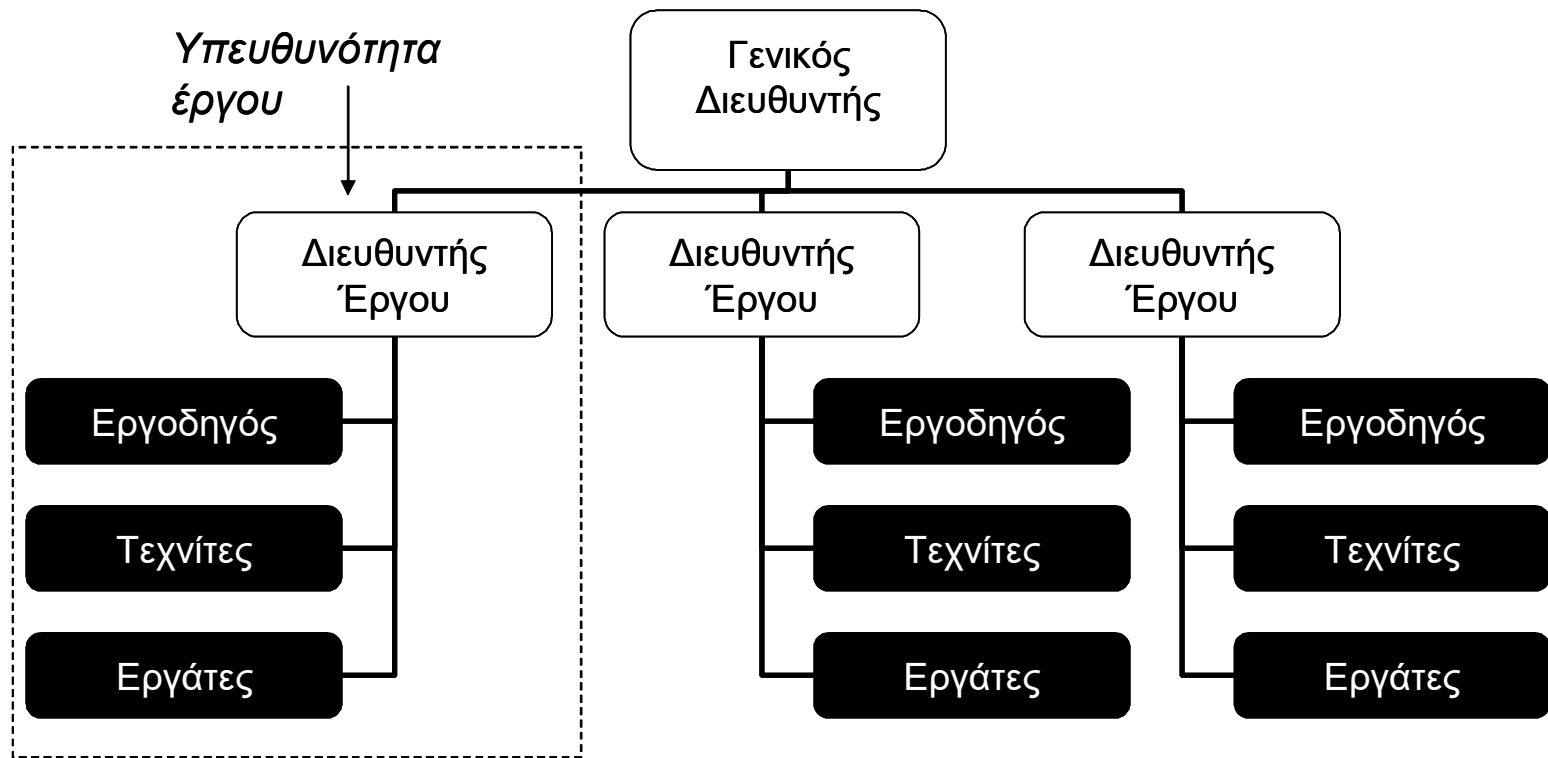 Υπευθυνότητα
έργου
Γενικός
Διευθυντής
Διευθυντής
Έργου
Διευθυντής
Έργου
Διευθυντής
Έργου
Εργοδηγός
Εργοδηγός
Εργοδηγός
Τεχνίτες
Τεχνίτες
Τεχνίτες
Εργάτες
Εργάτες
Εργάτες